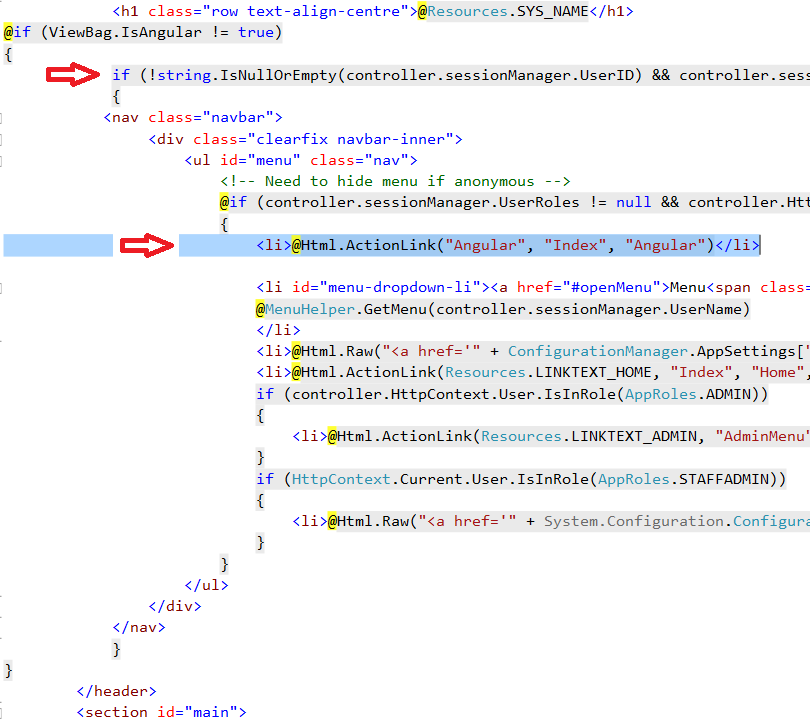 <h1 class="row text-align-centre">@Resources.SYS_NAME</h1>
@if (ViewBag.IsAngular != true)
{
if (!string.IsNullOrEmpty(controller.sessionManager.UserID) && controller.sess
{
<nav class="navbar">
<div class="clearfix navbar-inner">
<ul id="menu" class="nav">
<!-- Need to hide menu if anonymous -->
@if (controller.sessionManager.UserRoles != null && controller.Htt
{
<li>@Html.ActionLink("Angular", "Index", "Angular")</li>
<li id="menu-dropdown-li"><a href="#openMenu">Menu<span class=
@MenuHelper.GetMenu(controller.sessionManager.UserName)
</li>
<li>@Html.Raw("<a href='" + ConfigurationManager.AppSettings['
<li>@Html.ActionLink(Resources.LINKTEXT_HOME, "Index", "Home",
if (controller.HttpContext.User.IsInRole(AppRoles.ADMIN))
{
<li>@Html.ActionLink(Resources.LINKTEXT_ADMIN, "AdminMenu"
}
if (HttpContext.Current.User.IsInRole(AppRoles.STAFFADMIN))
{
<li>@Html.Raw("<a href='" + System.Configuration.Configura
}
}
</ul>
</div>
</nav>
}
}
</header>
<section id="main">